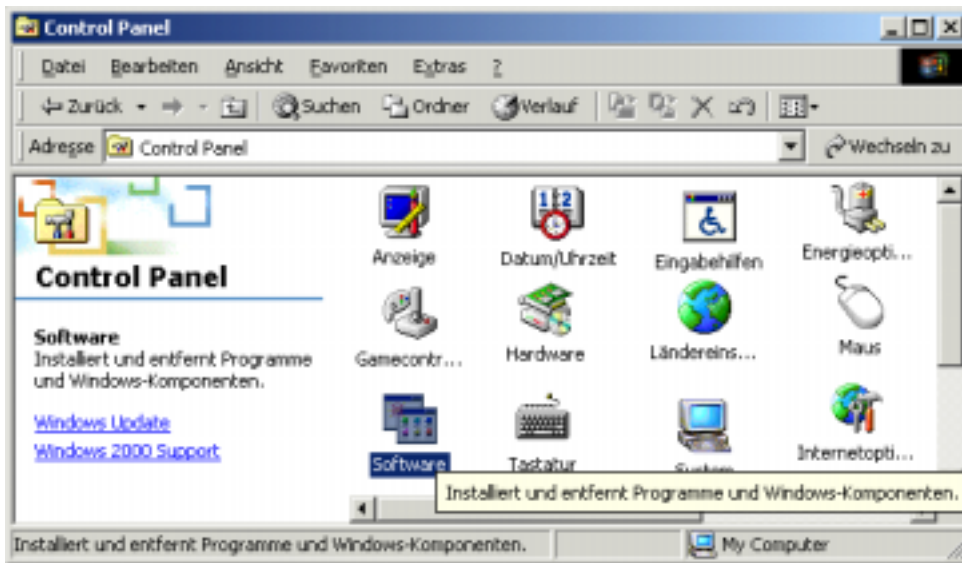 Control Panel
Datei Bearbeiten Ansicht Favoriten Extras ?
Zurück Suchen Ordner Verlauf
Adresse Control Panel Wechseln zu
Control Panel
Software
Installiert und entfernt Programme
und Windows-Komponenten.
Windows Update
Windows 2000 Support
Anzeige Datum/Uhrzeit Eingabehilfen Energieopti...
Gamecontr... Hardware Ländereins... Maus
Software Tastatur System Internetopti...
Installiert und entfernt Programme und Windows-Komponenten.
Installiert und entfernt Programme und Windows-Komponenten. My Computer